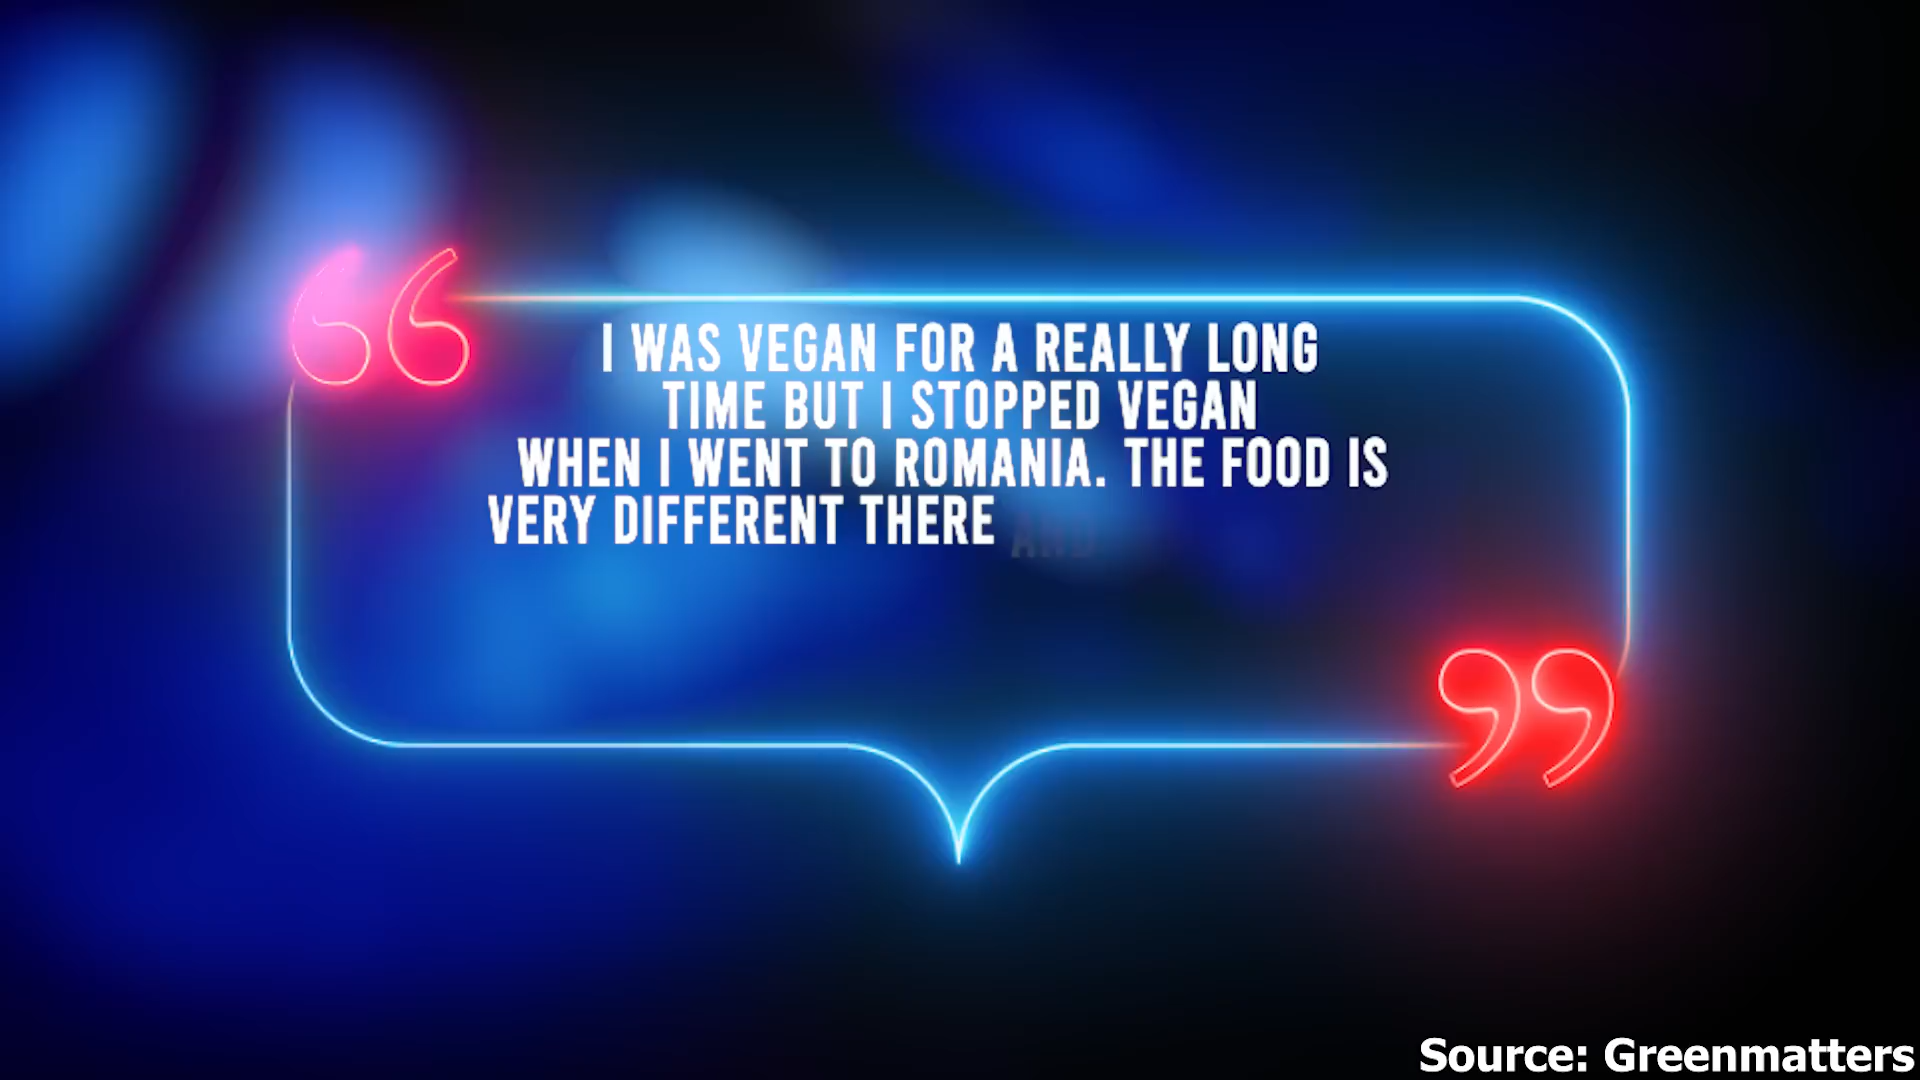 I WAS VEGAN FOR A REALLY LONG
TIME BUT I STOPPED VEGAN
WHEN I WENT TO ROMANIA. THE FOOD IS
VERY DIFFERENT THERE AND
Source: Greenmatters